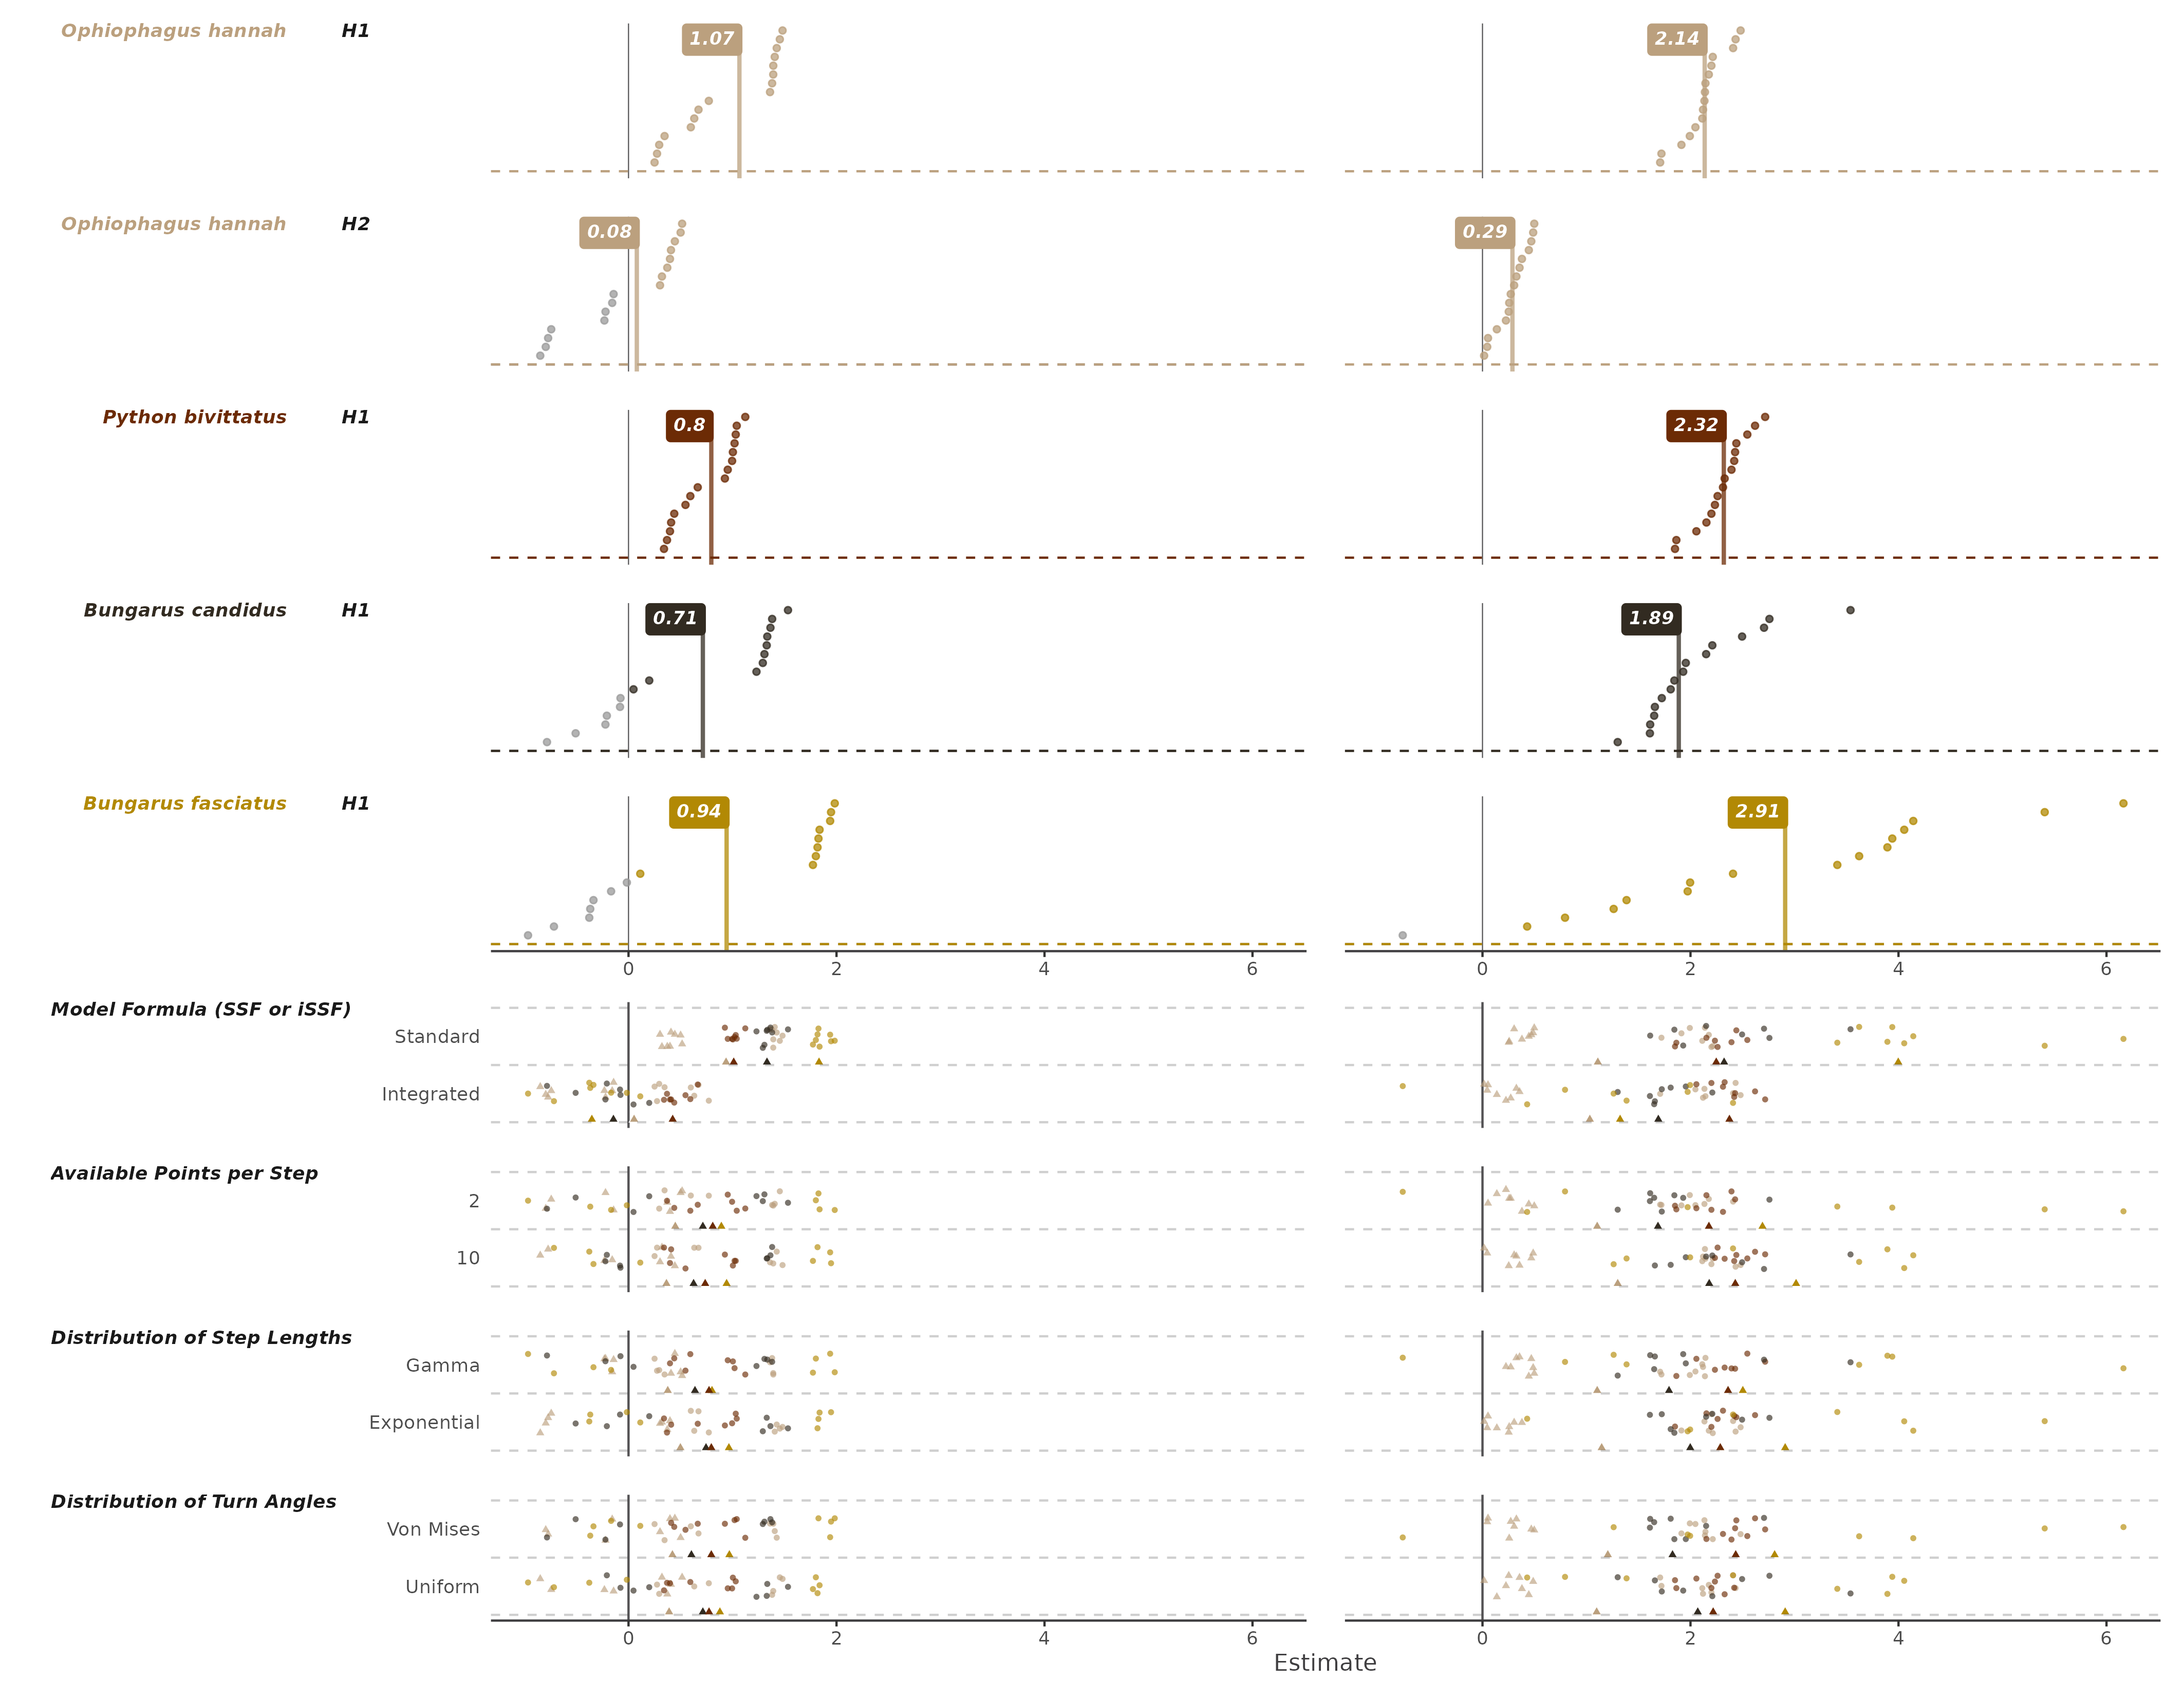 Ophiophagus hannah H1 1.07 2.14
Ophiophagus hannah H2 0.08 0.29
Python bivittatus H1 0.8 2.32
Bungarus candidus H1 0.71 1.89
Bungarus fasciatus H1 0.94 2.91
0 2 4 6 0 2 4 6
Model Formula (SSF or iSSF)
Standard
Integrated
Available Points per Step
2
10
Distribution of Step Lengths
Gamma
Exponential
Distribution of Turn Angles
Von Mises
Uniform
0 2 4 6 0 2 4 6
Estimate